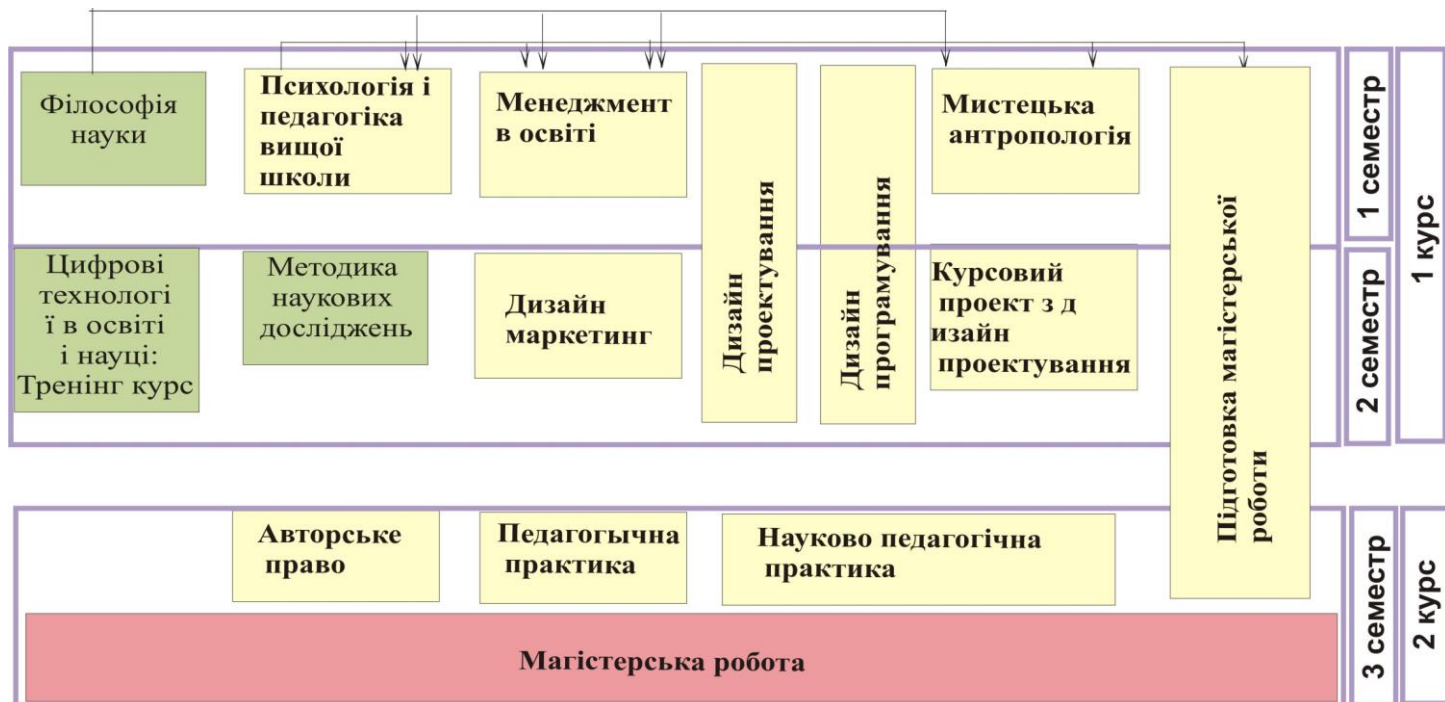 Філософія
науки
Психологія і
педагогіка
вищої
школи
Менеджмент
в освіті
Дизайн
проектування
Дизайн
програмування
Мистецька
антропологія
Підготовка магістерської
роботи
1 семестр
1 курс
Цифрові
технологі
ї в освіті
і науці:
Тренінг курс
Методика
наукових
досліджень
Дизайн
маркетинг
Курсовий
проект з д
изайн
проектування
2 семестр
Авторське
право
Педагогычна
практика
Науково педагогічна
практика
3 семестр
2 курс
Магістерська робота